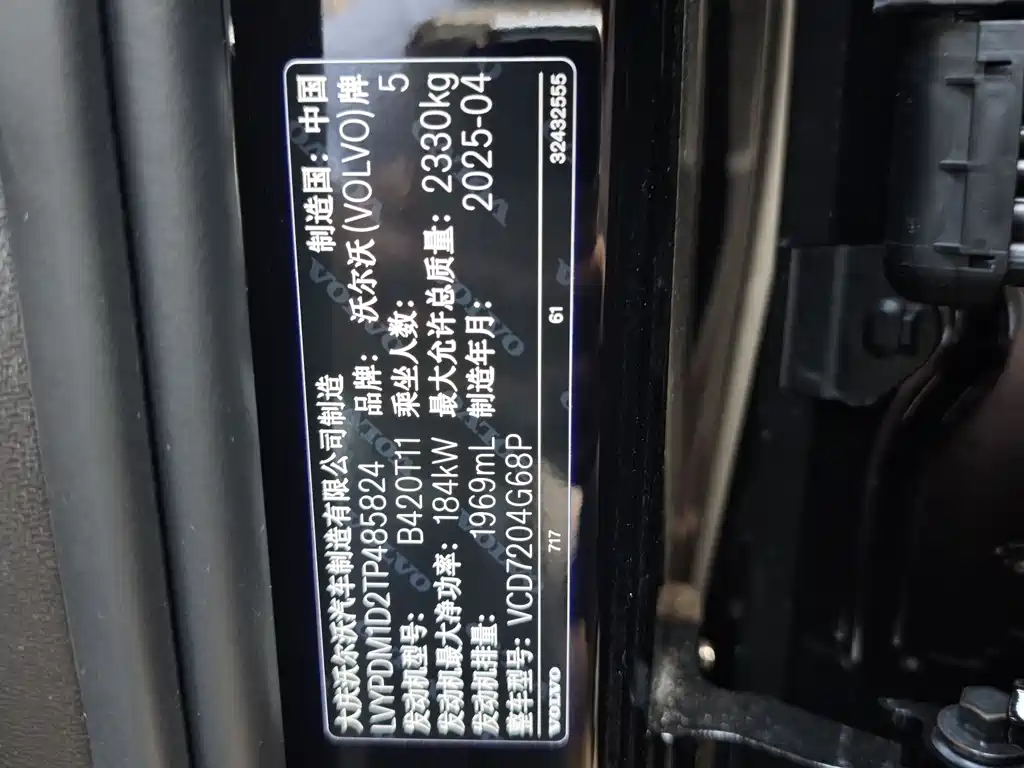 大庆沃尔沃汽车制造有限公司制造 制造国：中国
LVYPDM1D2TP485824 品牌：沃尔沃(VOLVO)牌
发动机型号：B420T11 乘坐人数：5
发动机最大净功率：184kW 最大允许总质量：2330kg
发动机排量：1969mL 制造年月：2025-04
整车型号：VCD7204G68P
VOLVO 717 61 32432555